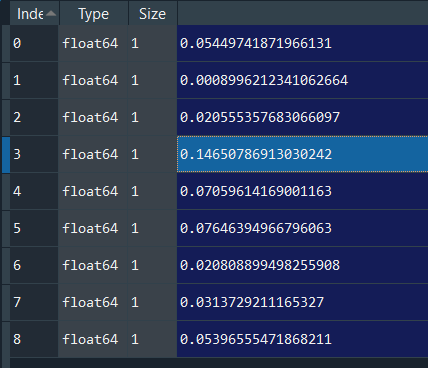 Inde Type Size
0 float64 1 0.05449741871966131
1 float64 1 0.0008996212341062664
2 float64 1 0.020555357683066097
3 float64 1 0.14650786913030242
4 float64 1 0.07059614169001163
5 float64 1 0.07646394966796063
6 float64 1 0.020808899498255908
7 float64 1 0.0313729211165327
8 float64 1 0.05396555471868211